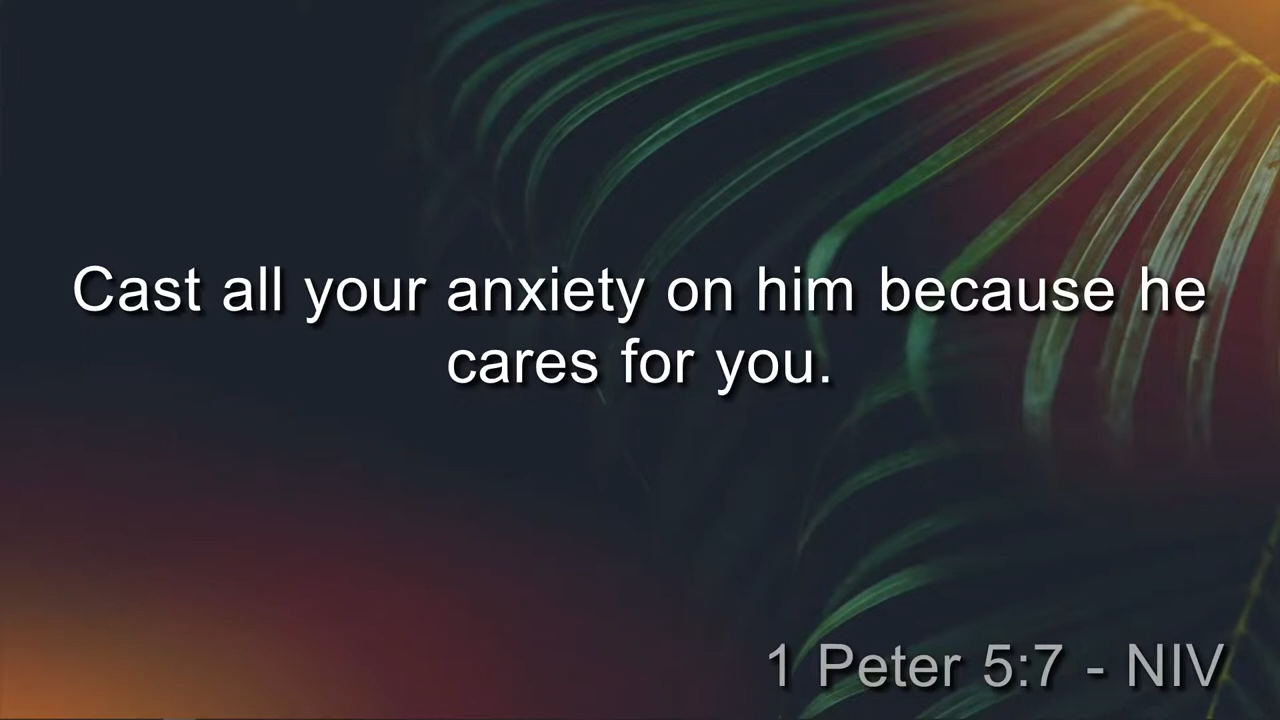 Cast all your anxiety on him because he
cares for you.
1 Peter 5:7 - NIV